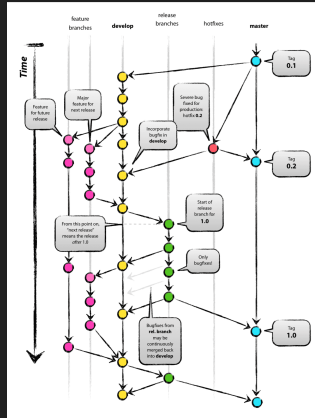 feature
branches
develop
release
branches
hotfixes
master
Time
Tag
0.1
Feature
for future
release
Major
feature for
next release
Severe bug
fixed for
production:
hotfix 0.2
Incorporate
bugfix in
develop
Tag
0.2
Start of
release
branch for
1.0
From this point on,
"next release"
means the release
after 1.0
Only
bugfixes!
Tag
1.0
Bugfixes from
rel. branch
may be
continuously
merged back
into develop